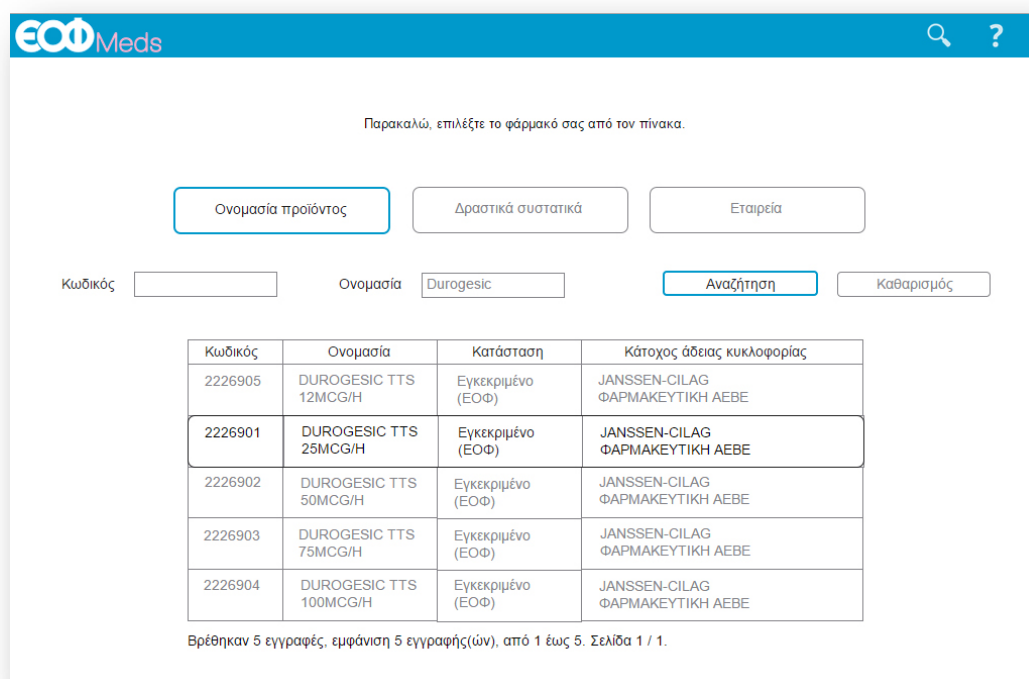 ΕΟΦMeds ?
Παρακαλώ, επιλέξτε το φάρμακό σας από τον πίνακα.
Ονομασία προϊόντος Δραστικά συστατικά Εταιρεία
Κωδικός Ονομασία Durogesic Αναζήτηση Καθαρισμός
Κωδικός Ονομασία Κατάσταση Κάτοχος άδειας κυκλοφορίας
2226905 DUROGESIC TTS Εγκεκριμένο JANSSEN-CILAG
12MCG/H (ΕΟΦ) ΦΑΡΜΑΚΕΥΤΙΚΗ ΑΕΒΕ
2226901 DUROGESIC TTS Εγκεκριμένο JANSSEN-CILAG
25MCG/H (ΕΟΦ) ΦΑΡΜΑΚΕΥΤΙΚΗ ΑΕΒΕ
2226902 DUROGESIC TTS Εγκεκριμένο JANSSEN-CILAG
50MCG/H (ΕΟΦ) ΦΑΡΜΑΚΕΥΤΙΚΗ ΑΕΒΕ
2226903 DUROGESIC TTS Εγκεκριμένο JANSSEN-CILAG
75MCG/H (ΕΟΦ) ΦΑΡΜΑΚΕΥΤΙΚΗ ΑΕΒΕ
2226904 DUROGESIC TTS Εγκεκριμένο JANSSEN-CILAG
100MCG/H (ΕΟΦ) ΦΑΡΜΑΚΕΥΤΙΚΗ ΑΕΒΕ
Βρέθηκαν 5 εγγραφές, εμφάνιση 5 εγγραφής(ών), από 1 έως 5. Σελίδα 1 / 1.